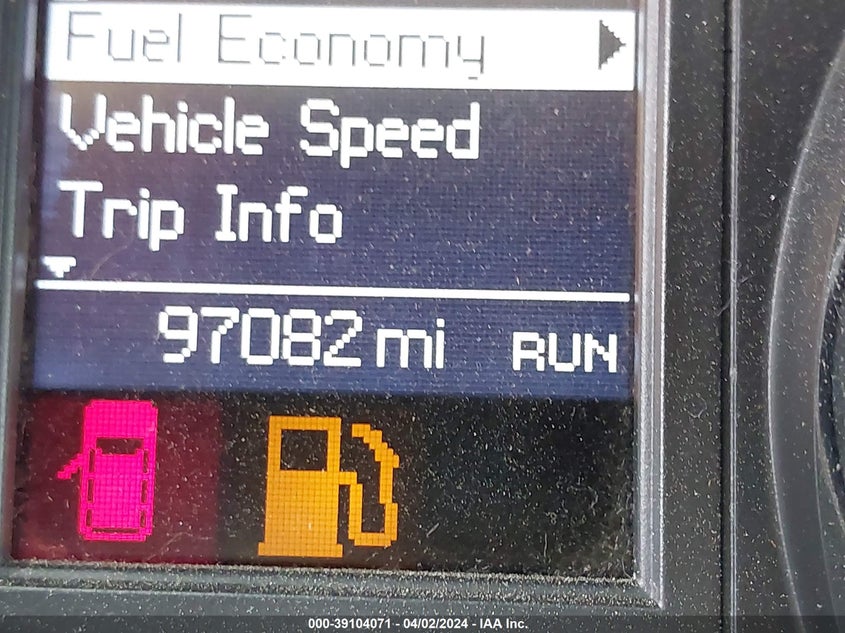 Fuel Economy
Vehicle Speed
Trip Info
97082 mi RUN
000-39104071 - 04/02/2024 - IAA Inc.